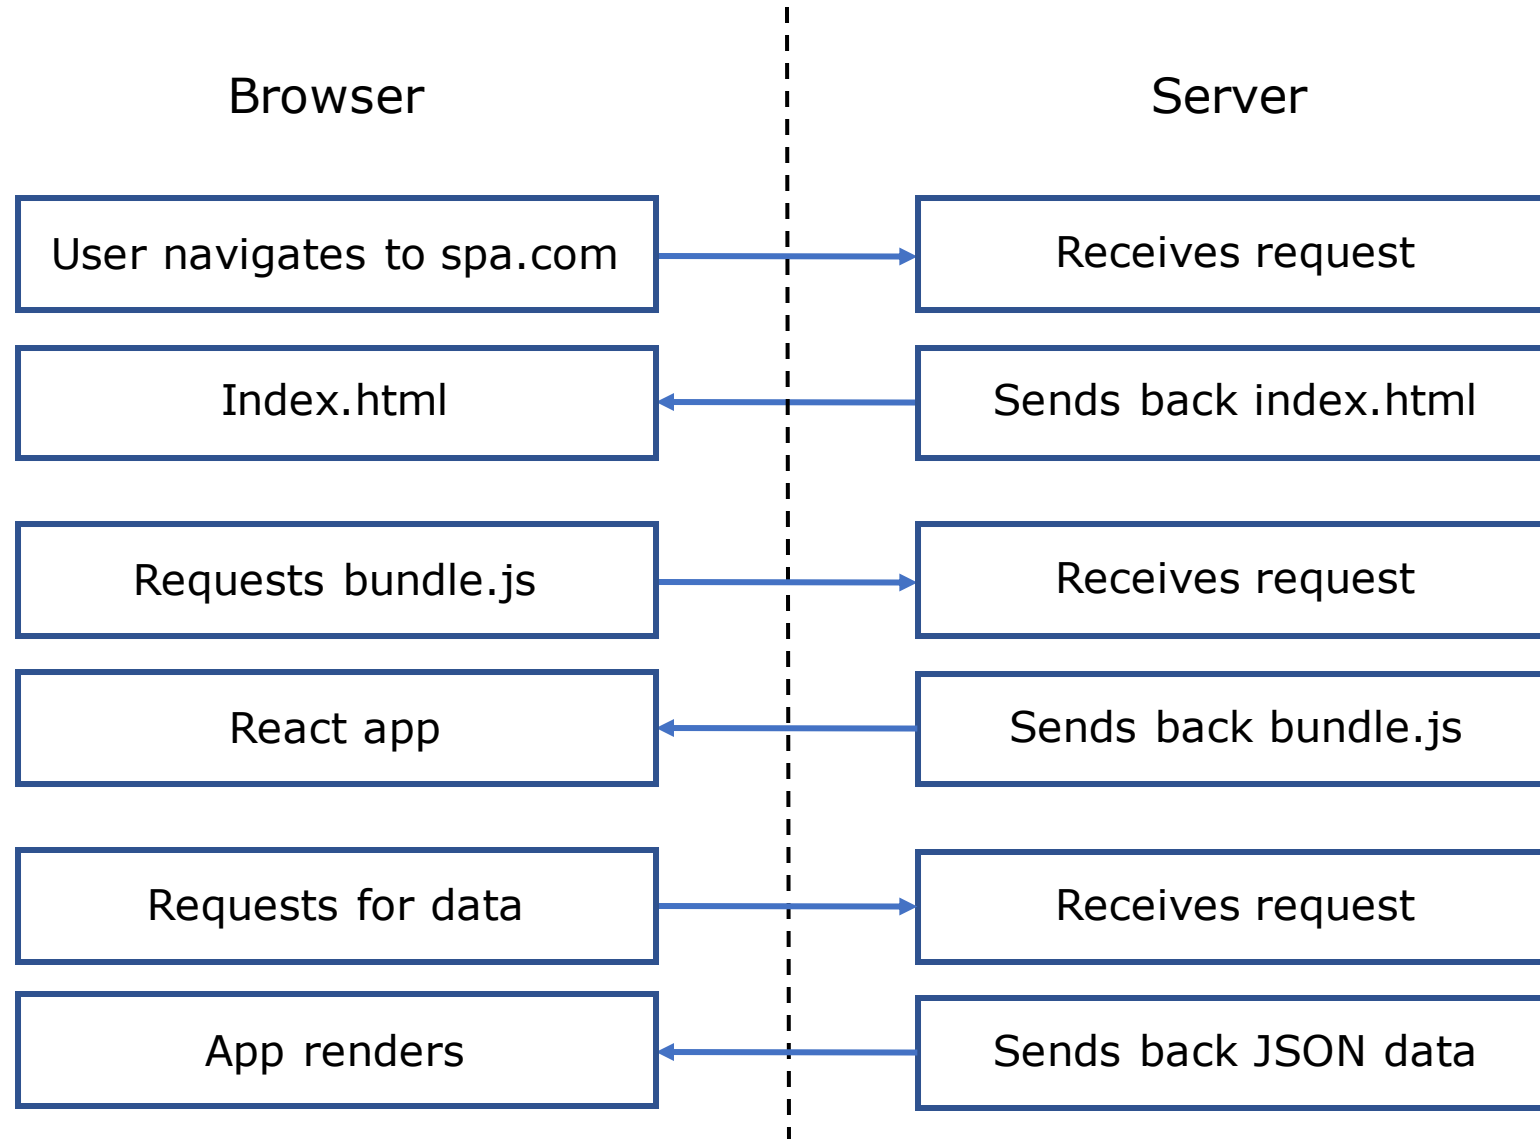 Browser
Server
User navigates to spa.com
Receives request
Index.html
Sends back index.html
Requests bundle.js
Receives request
React app
Sends back bundle.js
Requests for data
Receives request
App renders
Sends back JSON data